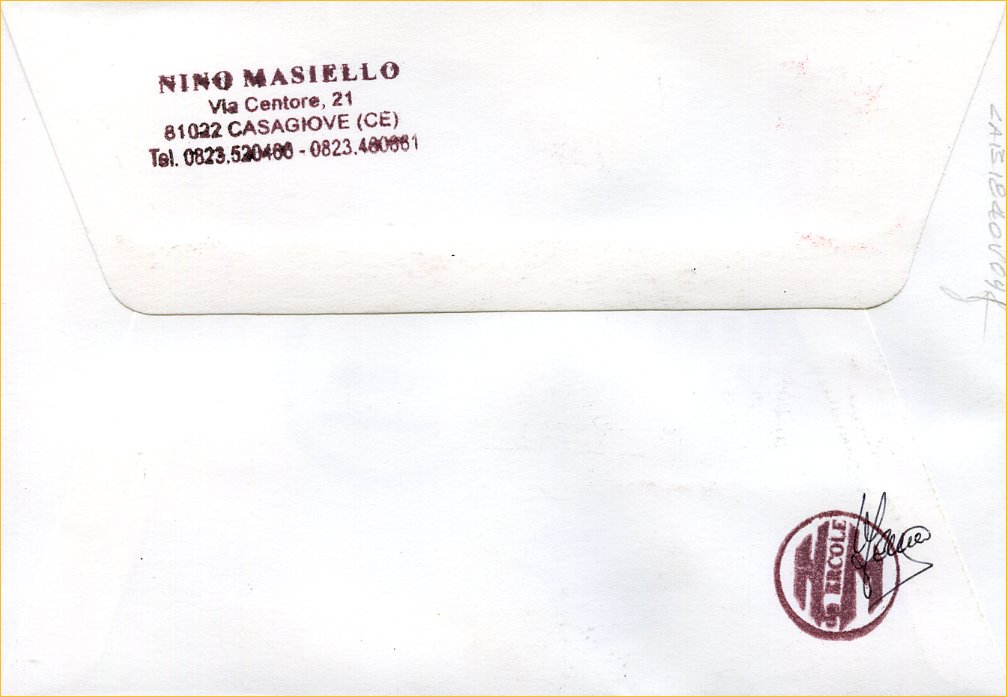 NINO MASIELLO
Via Centore, 21
81022 CASAGIOVE (CE)
Tel. 0823.520466 - 0823.460661
ERCOLE